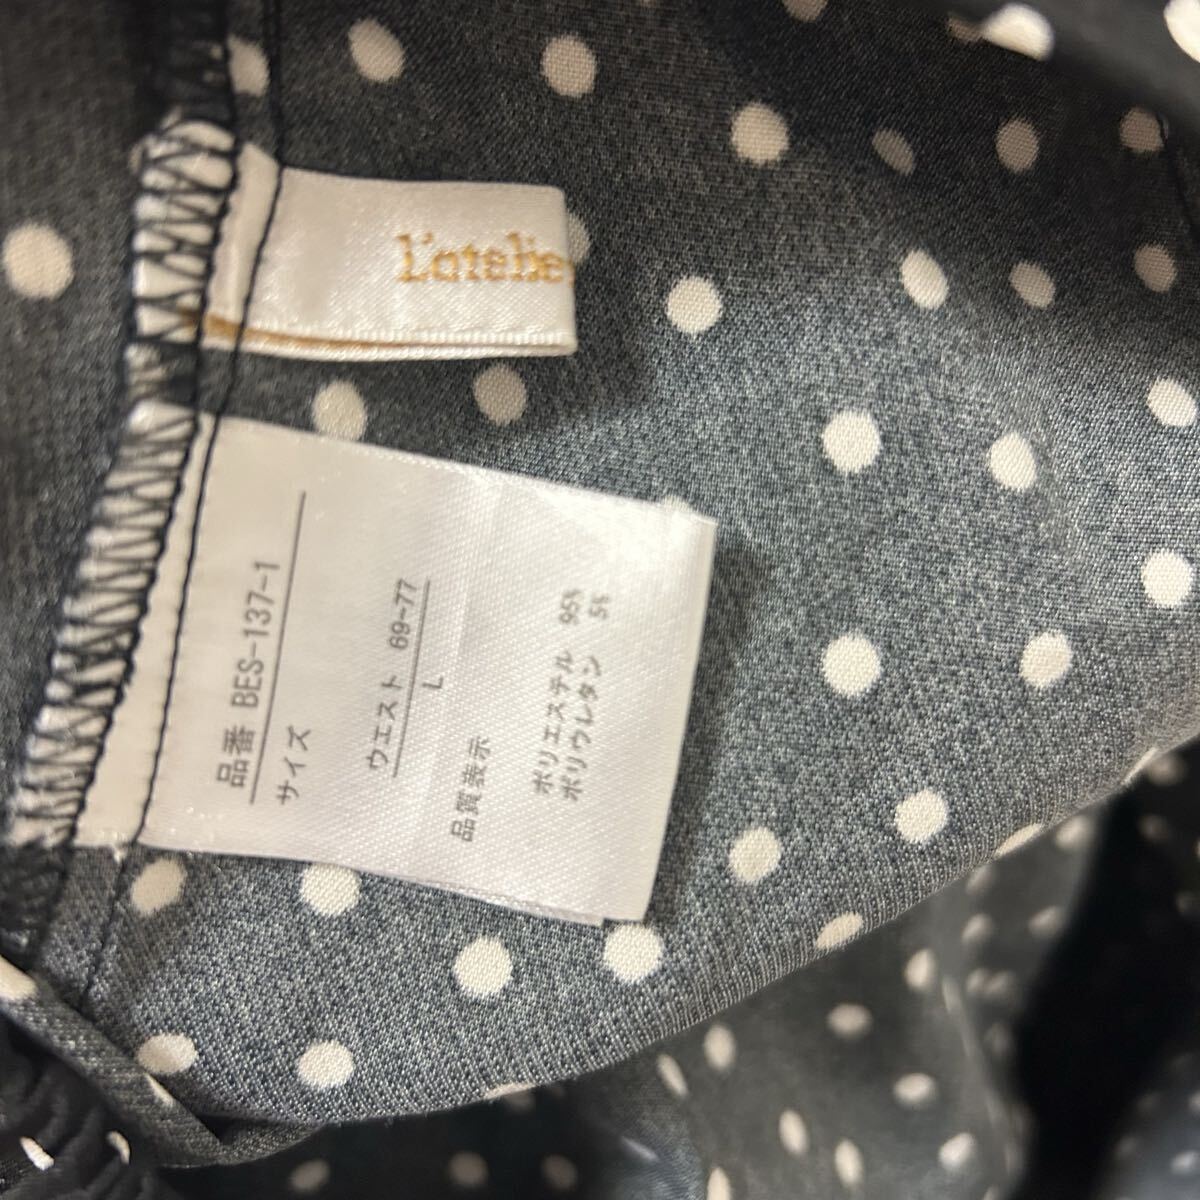 L'atelie
品番 BES-137-1
サイズ
ウエスト 69-77
L
品質表示
ポリエステル 95%
ポリウレタン 5%